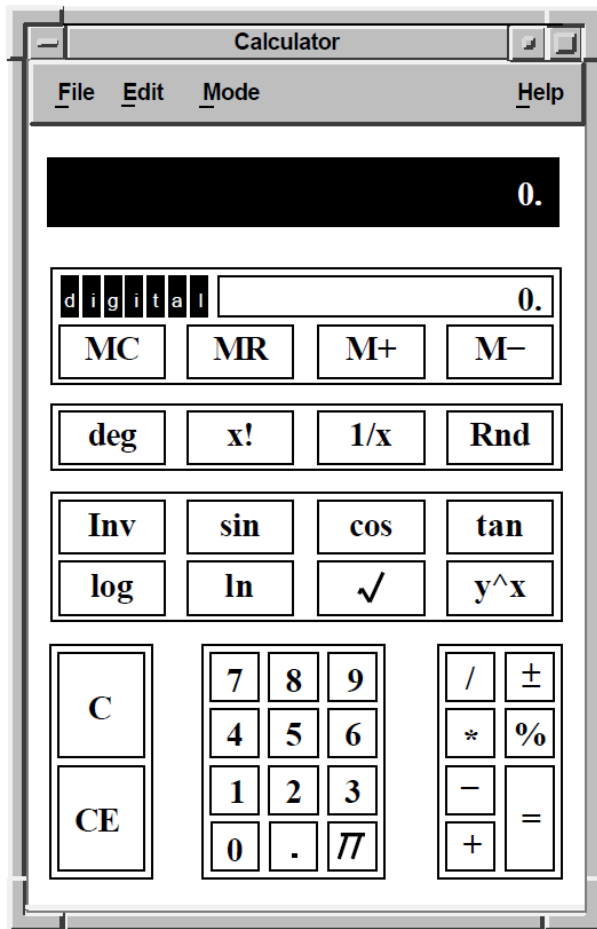 Calculator
File Edit Mode Help
0.
digital 0.
MC MR M+ M−
deg x! 1/x Rnd
Inv sin cos tan
log ln √ y^x
C
CE
7 8 9
4 5 6
1 2 3
0 . π
/ ±
* %
−
+ =